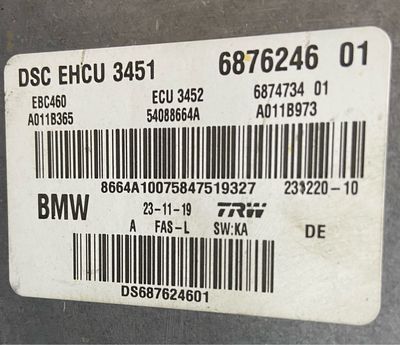 DSC EHCU 3451 6876246 01
EBC460 ECU 3452 6874734 01
A011B365 54088664A A011B973
8664A10075847519327 231220-10
BMW 23-11-19 TRW
A FAS-L SW:KA DE
DS687624601